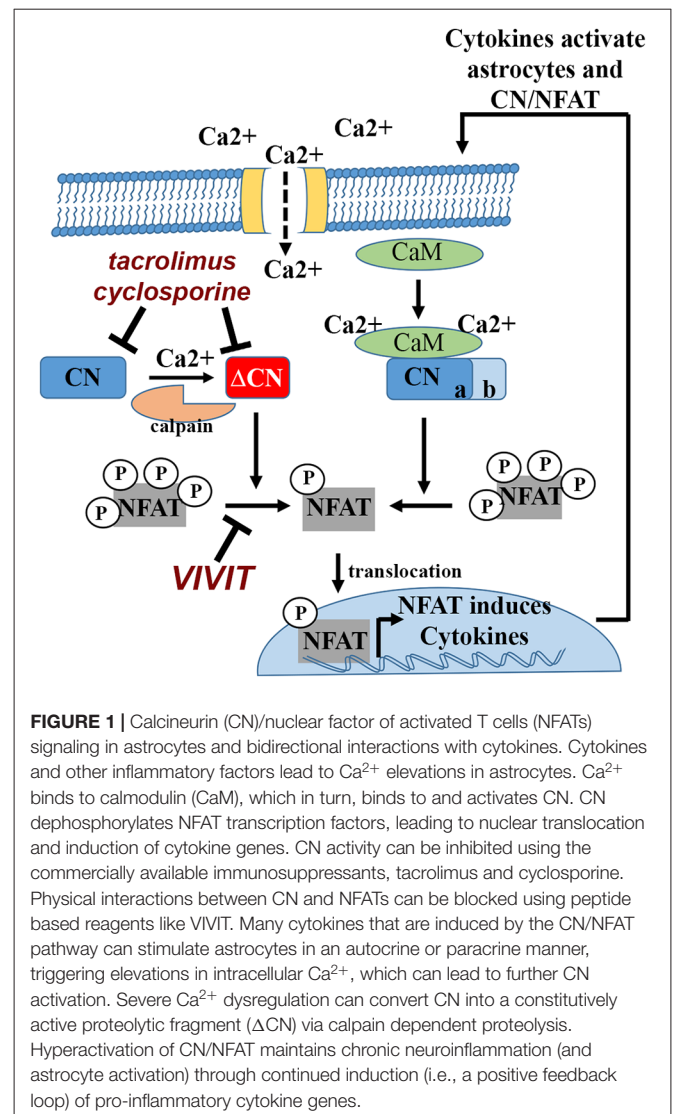 Cytokines activate
astrocytes and
CN/NFAT
Ca2+
Ca2+
Ca2+
Ca2+
tacrolimus
cyclosporine
CaM
Ca2+
Ca2+
CaM
CN
a
b
CN
Ca2+
ΔCN
calpain
P
P
P
P
NFAT
P
NFAT
P
P
P
P
NFAT
VIVIT
translocation
P
NFAT
NFAT induces
Cytokines
FIGURE 1 | Calcineurin (CN)/nuclear factor of activated T cells (NFATs)
signaling in astrocytes and bidirectional interactions with cytokines. Cytokines
and other inflammatory factors lead to Ca²⁺ elevations in astrocytes. Ca²⁺
binds to calmodulin (CaM), which in turn, binds to and activates CN. CN
dephosphorylates NFAT transcription factors, leading to nuclear translocation
and induction of cytokine genes. CN activity can be inhibited using the
commercially available immunosuppressants, tacrolimus and cyclosporine.
Physical interactions between CN and NFATs can be blocked using peptide
based reagents like VIVIT. Many cytokines that are induced by the CN/NFAT
pathway can stimulate astrocytes in an autocrine or paracrine manner,
triggering elevations in intracellular Ca²⁺, which can lead to further CN
activation. Severe Ca²⁺ dysregulation can convert CN into a constitutively
active proteolytic fragment (ΔCN) via calpain dependent proteolysis.
Hyperactivation of CN/NFAT maintains chronic neuroinflammation (and
astrocyte activation) through continued induction (i.e., a positive feedback
loop) of pro-inflammatory cytokine genes.